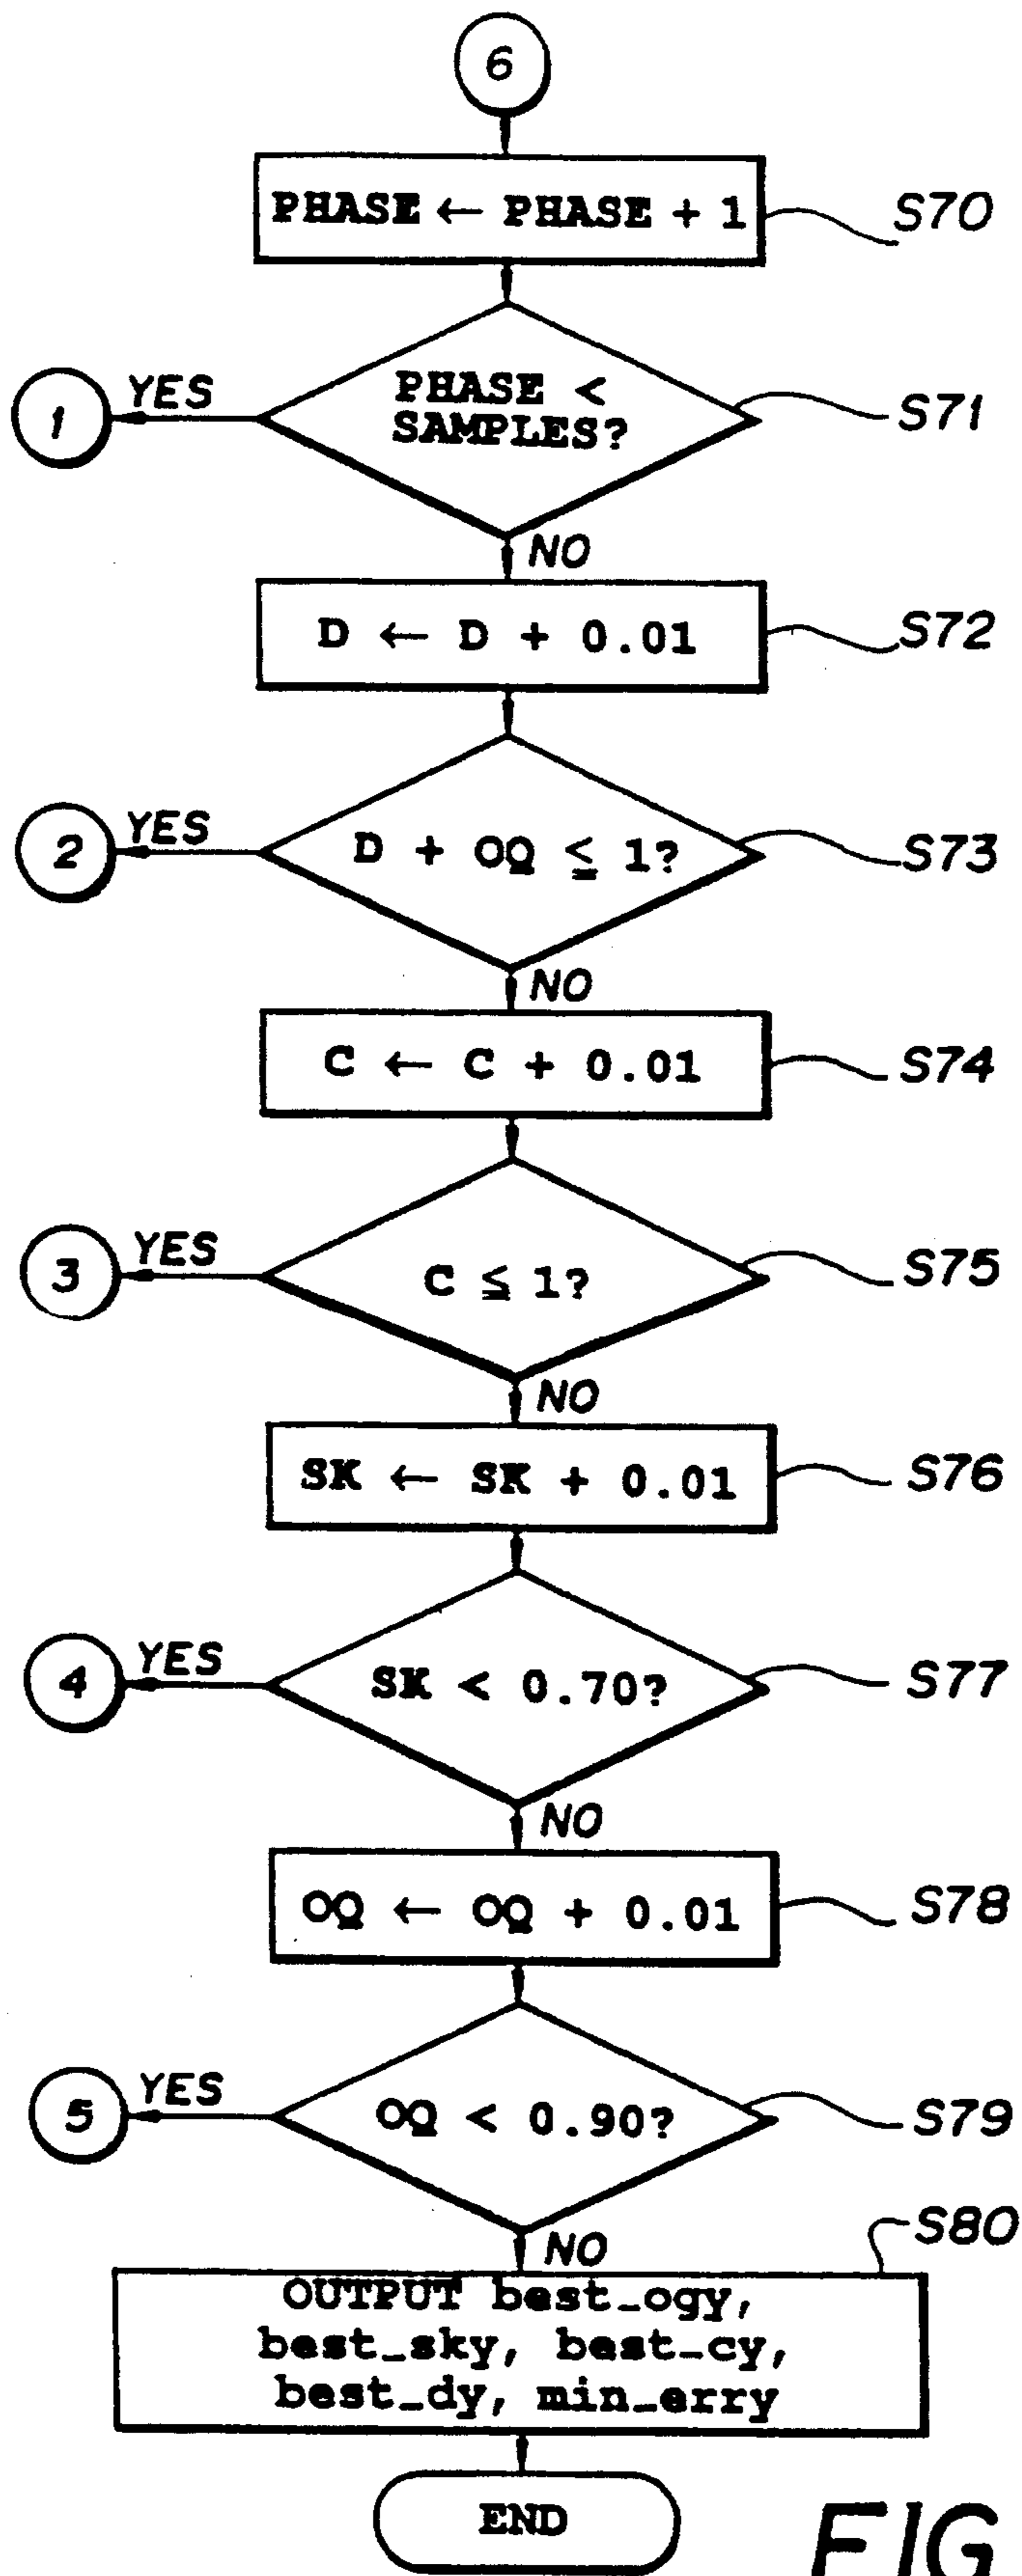 6
PHASE ← PHASE + 1
S70
PHASE <
SAMPLES?
S71
YES
1
NO
D ← D + 0.01
S72
D + OQ ≤ 1?
S73
YES
2
NO
C ← C + 0.01
S74
C ≤ 1?
S75
YES
3
NO
SK ← SK + 0.01
S76
SK < 0.70?
S77
YES
4
NO
OQ ← OQ + 0.01
S78
OQ < 0.90?
S79
YES
5
NO
S80
OUTPUT best_ogy,
best_sky, best_cy,
best_dy, min_erry
END
FIG